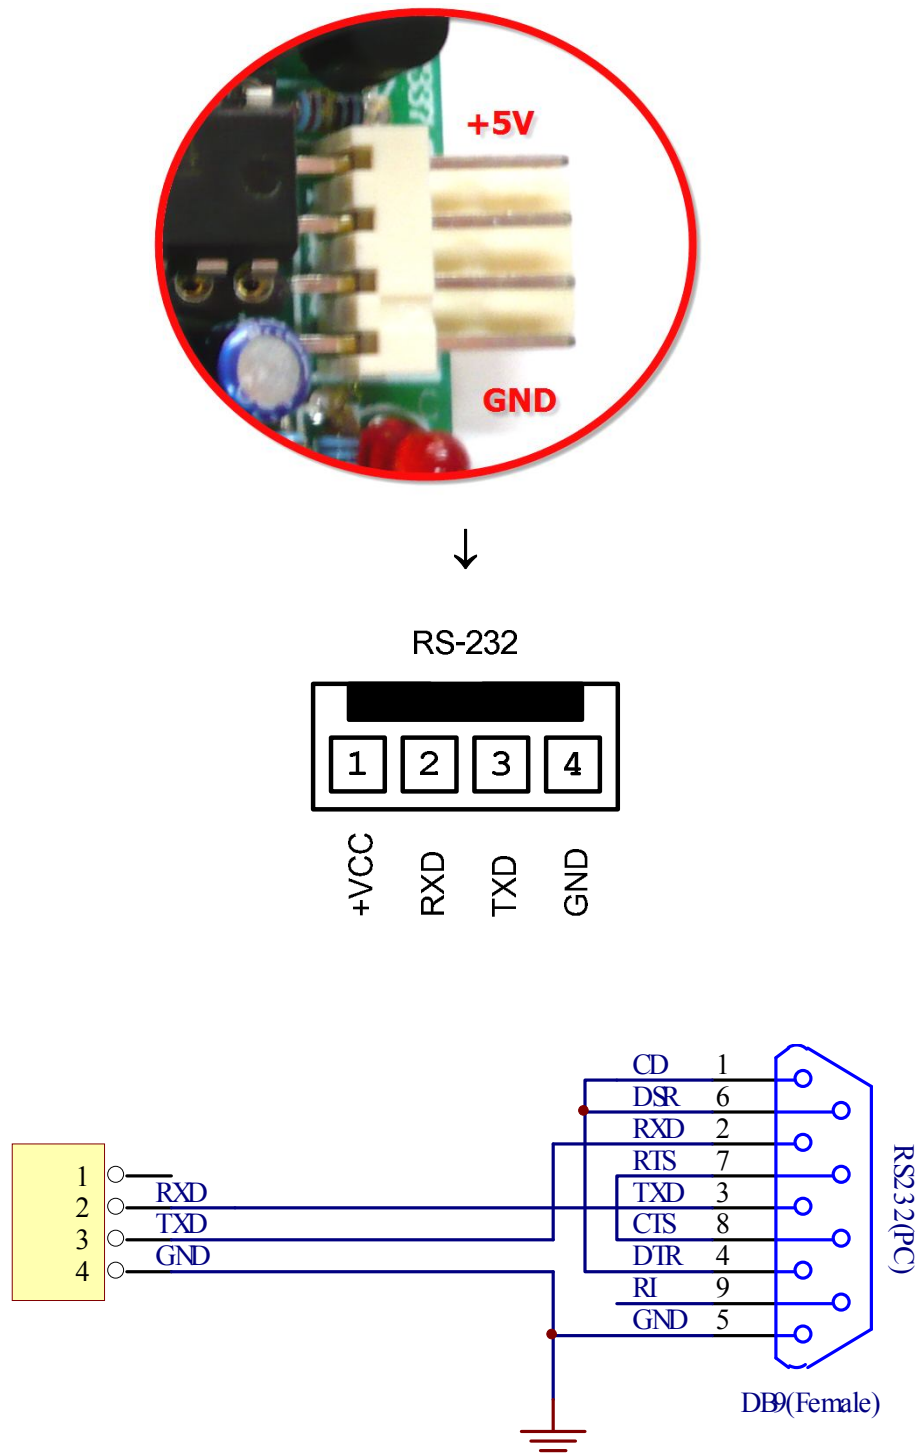 337
+5V
GND
C
↓
RS-232
1 2 3 4
+VCC RXD TXD GND
CD 1
DSR 6
RXD 2
RTS 7
TXD 3
CTS 8
DTR 4
RI 9
GND 5
1
2 RXD
3 TXD
4 GND
RS232(PC)
DB9(Female)